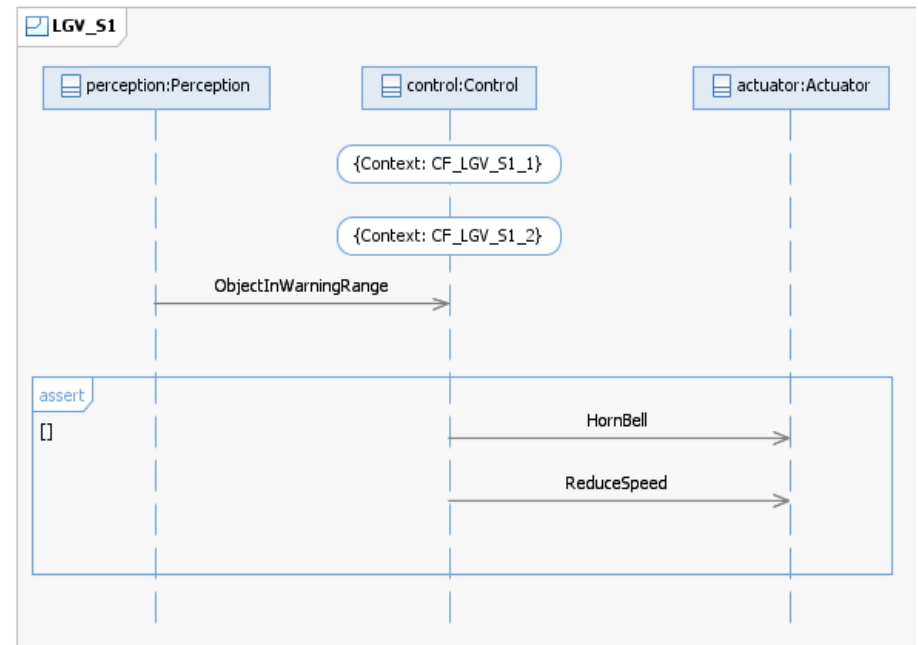 LGV_S1
perception:Perception
control:Control
actuator:Actuator
{Context: CF_LGV_S1_1}
{Context: CF_LGV_S1_2}
ObjectInWarningRange
assert
[]
HornBell
ReduceSpeed